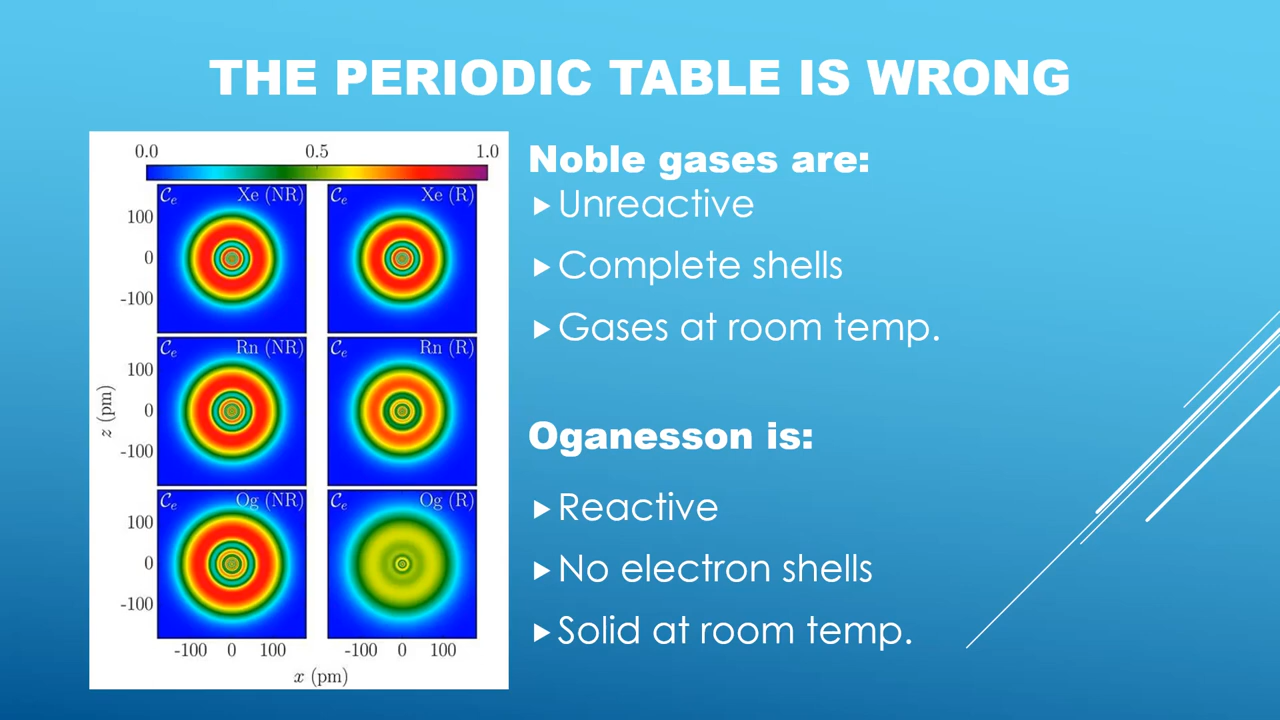 THE PERIODIC TABLE IS WRONG
0.0 0.5 1.0
𝒞e Xe (NR) 𝒞e Xe (R)
100
0
-100
𝒞e Rn (NR) 𝒞e Rn (R)
100
0
-100
z (pm)
𝒞e Og (NR) 𝒞e Og (R)
100
0
-100
-100 0 100 -100 0 100
x (pm)
Noble gases are:
Unreactive
Complete shells
Gases at room temp.
Oganesson is:
Reactive
No electron shells
Solid at room temp.